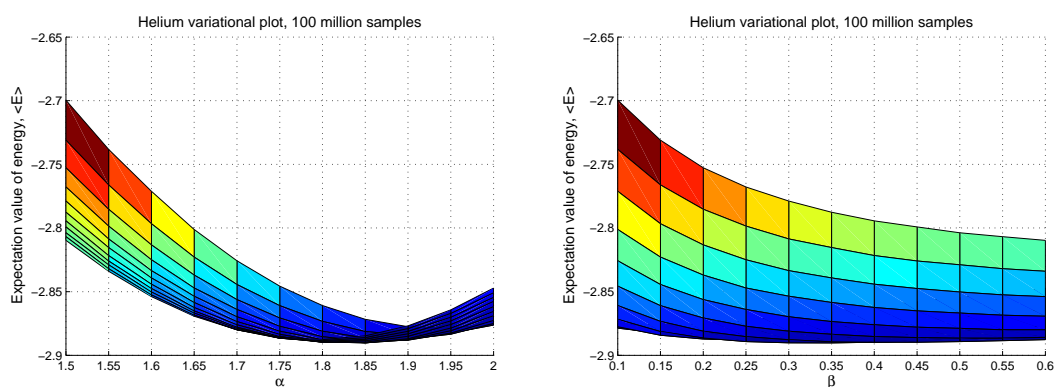 Helium variational plot, 100 million samples
Expectation value of energy, <E>
−2.65
−2.7
−2.75
−2.8
−2.85
−2.9
1.5 1.55 1.6 1.65 1.7 1.75 1.8 1.85 1.9 1.95 2
α
Helium variational plot, 100 million samples
Expectation value of energy, <E>
−2.65
−2.7
−2.75
−2.8
−2.85
−2.9
0.1 0.15 0.2 0.25 0.3 0.35 0.4 0.45 0.5 0.55 0.6
β